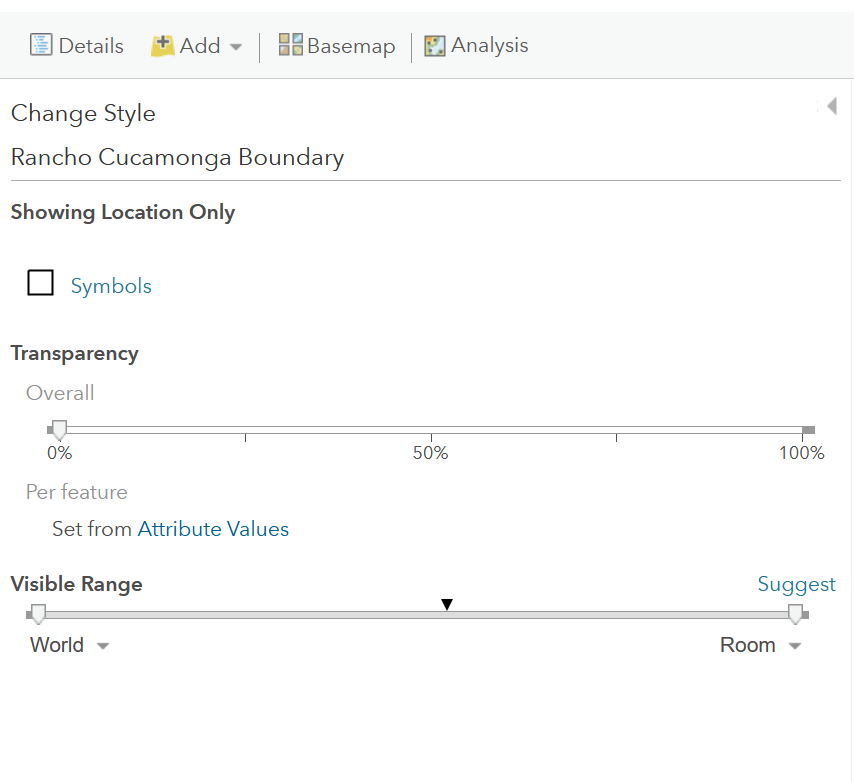 Details Add Basemap Analysis
Change Style
Rancho Cucamonga Boundary
Showing Location Only
Symbols
Transparency
Overall
0% 50% 100%
Per feature
Set from Attribute Values
Visible Range Suggest
World Room